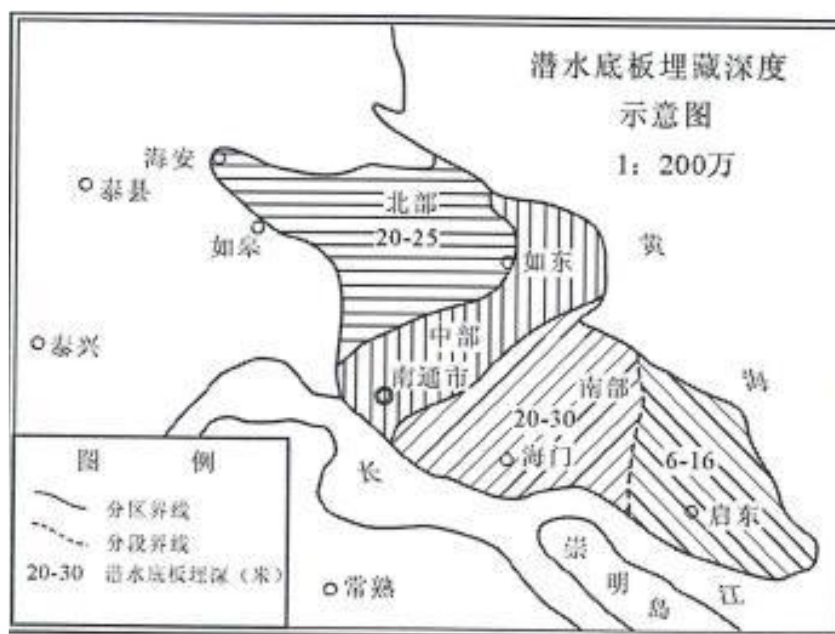 潜水底板埋藏深度
示意图
1: 200万
海安
泰县
北部
20-25
如皋
如东
黄
泰兴
中部
南通市
海
南部
20-30
海门
6-16
启东
长
江
崇
明
岛
常熟
图 例
分区界线
分段界线
20-30 潜水底板埋深(米)